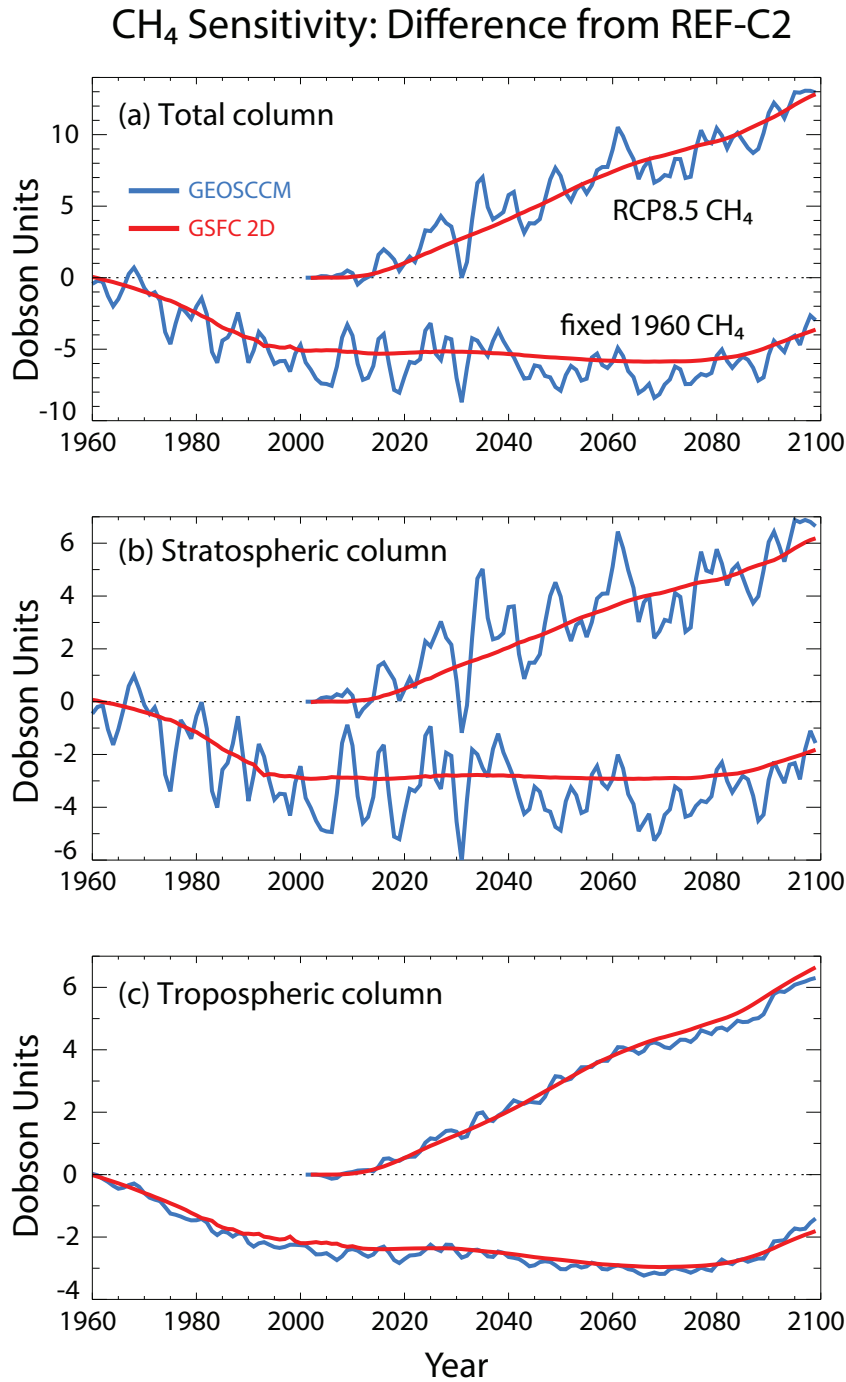 CH₄ Sensitivity: Difference from REF-C2
(a) Total column
GEOSCCM
GSFC 2D
RCP8.5 CH₄
fixed 1960 CH₄
Dobson Units
10
5
0
-5
-10
1960 1980 2000 2020 2040 2060 2080 2100
(b) Stratospheric column
Dobson Units
6
4
2
0
-2
-4
-6
1960 1980 2000 2020 2040 2060 2080 2100
(c) Tropospheric column
Dobson Units
6
4
2
0
-2
-4
1960 1980 2000 2020 2040 2060 2080 2100
Year